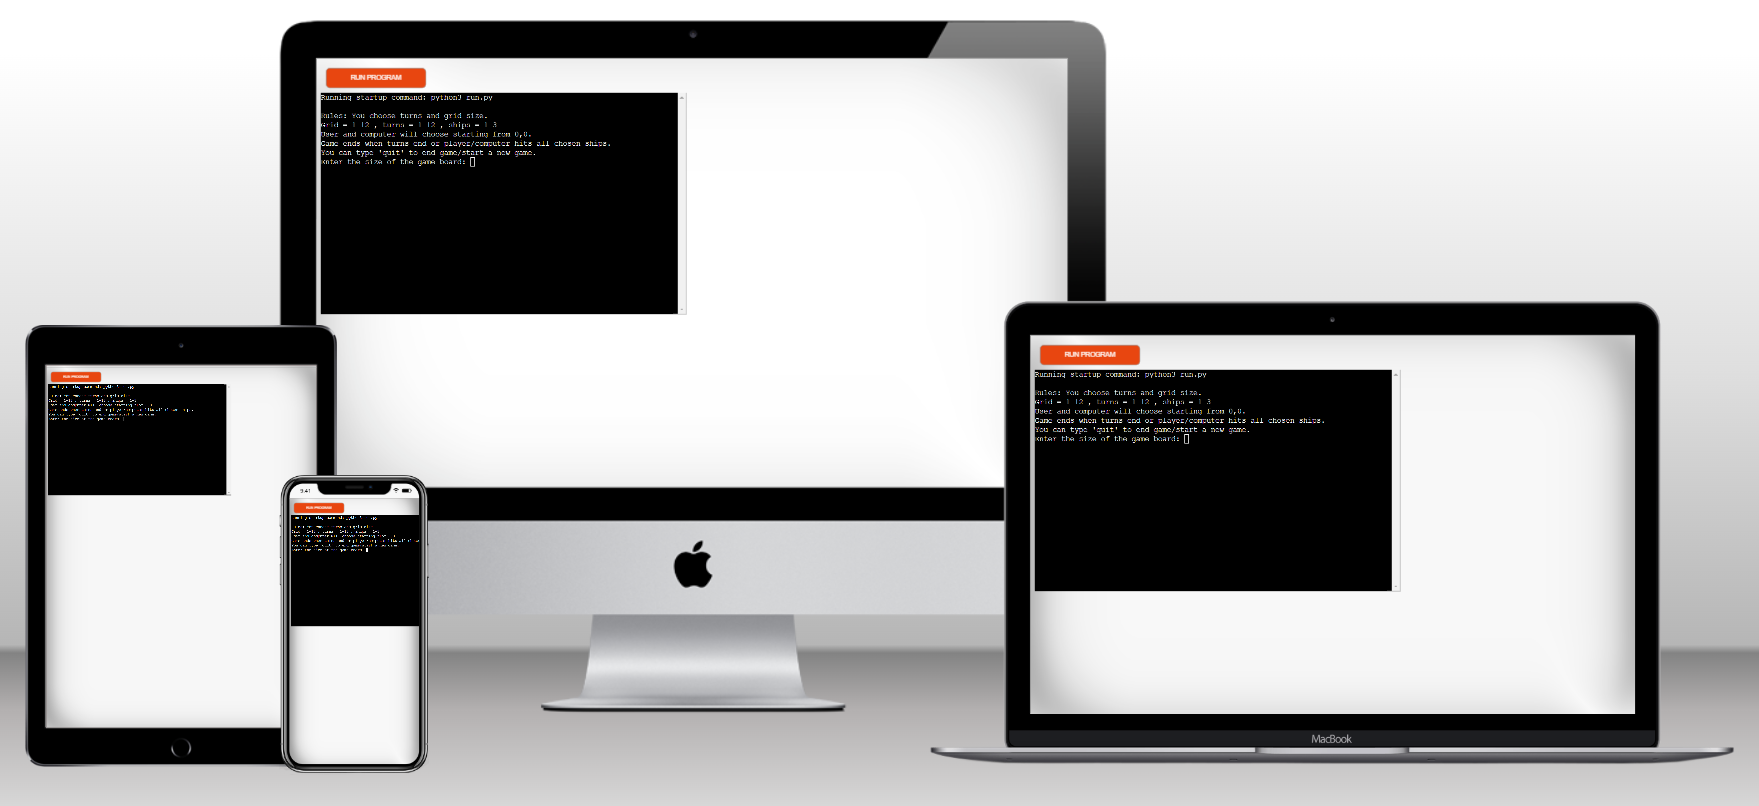 RUN PROGRAM
Running startup command: python3 run.py
Rules: You choose turns and grid size.
Grid = 1-12 , turns = 1-12 , ships = 1-3
User and computer will choose starting from 0,0.
Game ends when turns end or player/computer hits all chosen ships.
You can type 'quit' to end game/start a new game.
Enter the size of the game board:
RUN PROGRAM
Running startup command: python3 run.py
Rules: You choose turns and grid size.
Grid = 1-12 , turns = 1-12 , ships = 1-3
User and computer will choose starting from 0,0.
Game ends when turns end or player/computer hits all chosen ships.
You can type 'quit' to end game/start a new game.
Enter the size of the game board:
MacBook
RUN PROGRAM
9:41
RUN PROGRAM